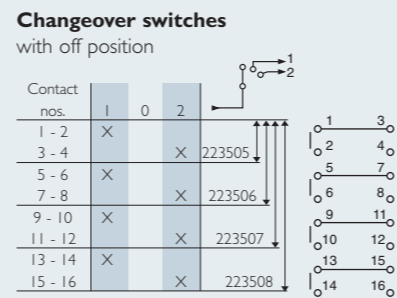 Changeover switches
with off position
1
2
Contact
nos. 1 0 2
1 - 2 X
3 - 4 X 223505
5 - 6 X
7 - 8 X 223506
9 - 10 X
11 - 12 X 223507
13 - 14 X
15 - 16 X 223508
1 3
2 4
5 7
6 8
9 11
10 12
13 15
14 16